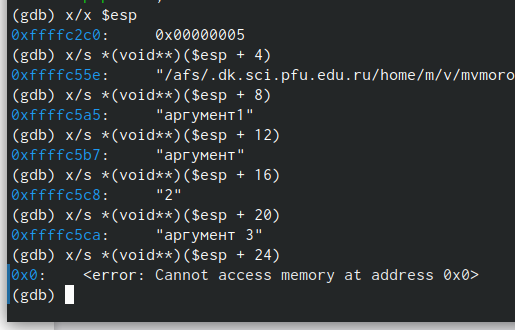 (gdb) x/x $esp
0xffffc2c0: 0x00000005
(gdb) x/s *(void**)($esp + 4)
0xffffc55e: "/afs/.dk.sci.pfu.edu.ru/home/m/v/mvmoro
(gdb) x/s *(void**)($esp + 8)
0xffffc5a5: "аргумент1"
(gdb) x/s *(void**)($esp + 12)
0xffffc5b7: "аргумент"
(gdb) x/s *(void**)($esp + 16)
0xffffc5c8: "2"
(gdb) x/s *(void**)($esp + 20)
0xffffc5ca: "аргумент 3"
(gdb) x/s *(void**)($esp + 24)
0x0: <error: Cannot access memory at address 0x0>
(gdb)